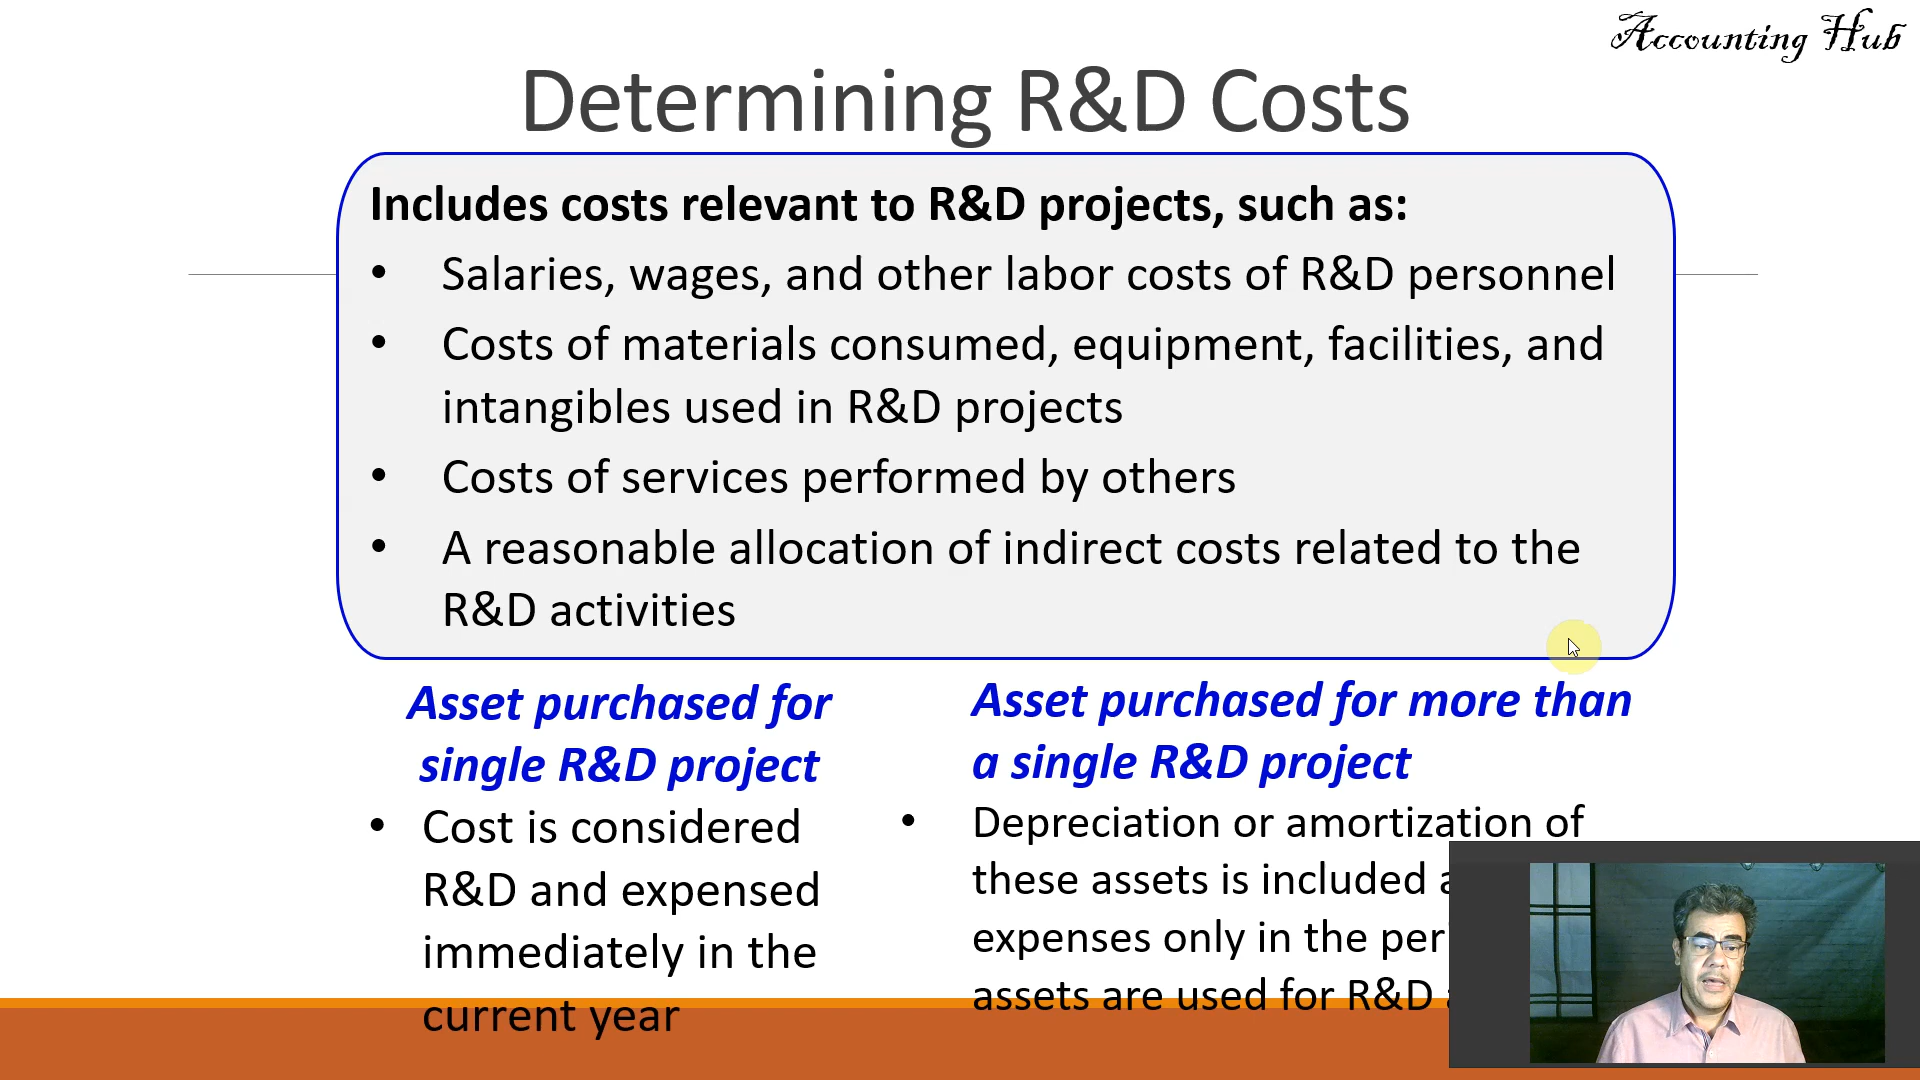 Accounting Hub
Determining R&D Costs
Includes costs relevant to R&D projects, such as:
• Salaries, wages, and other labor costs of R&D personnel
• Costs of materials consumed, equipment, facilities, and
intangibles used in R&D projects
• Costs of services performed by others
• A reasonable allocation of indirect costs related to the
R&D activities
Asset purchased for
single R&D project
• Cost is considered
R&D and expensed
immediately in the
current year
Asset purchased for more than
a single R&D project
• Depreciation or amortization of
these assets is included
expenses only in the
assets are used for R&D